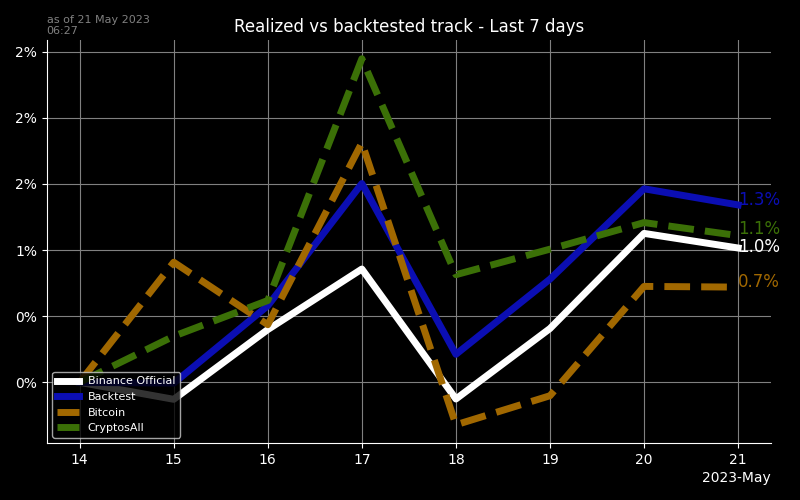 as of 21 May 2023
06:27
Realized vs backtested track - Last 7 days
2%
2%
2%
1%
0%
0%
1.3%
1.1%
1.0%
0.7%
Binance Official
Backtest
Bitcoin
CryptosAll
14 15 16 17 18 19 20 21
2023-May